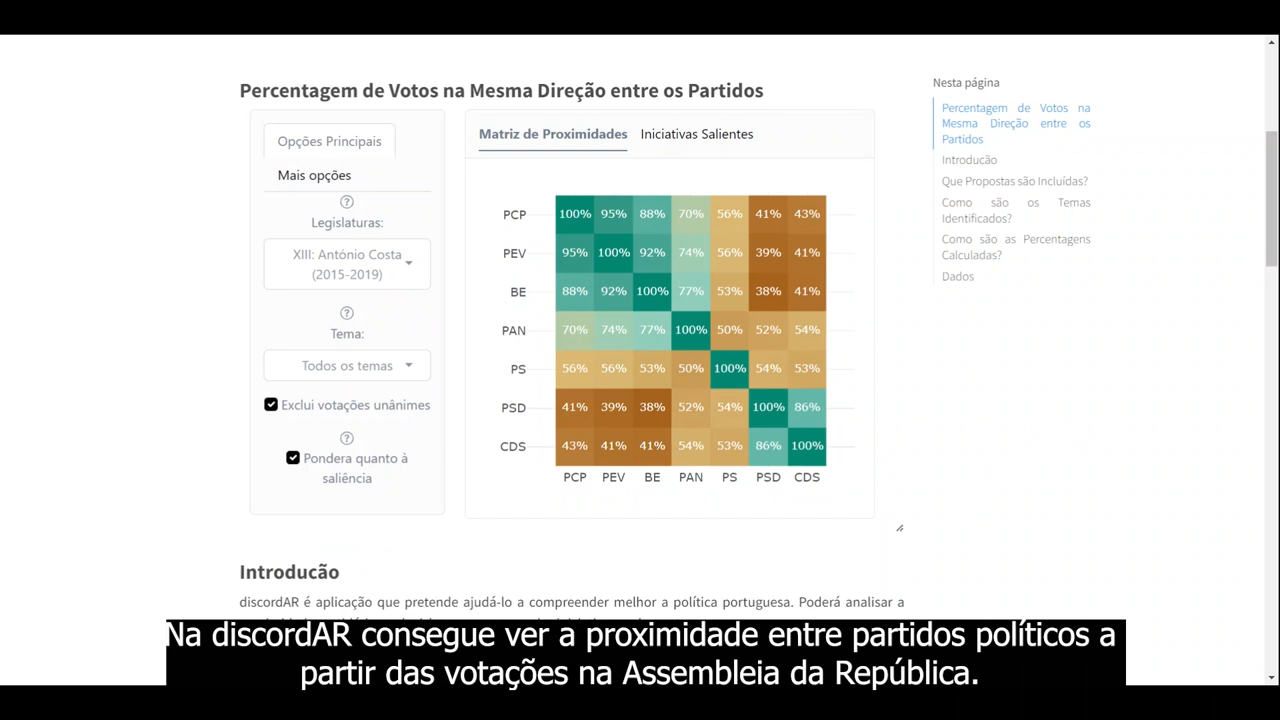 Percentagem de Votos na Mesma Direção entre os Partidos
Opções Principais
Mais opções
Legislaturas:
XIII: António Costa
(2015-2019)
Tema:
Todos os temas
Exclui votações unânimes
Pondera quanto à
saliência
Matriz de Proximidades Iniciativas Salientes
PCP 100% 95% 88% 70% 56% 41% 43%
PEV 95% 100% 92% 74% 56% 39% 41%
BE 88% 92% 100% 77% 53% 38% 41%
PAN 70% 74% 77% 100% 50% 52% 54%
PS 56% 56% 53% 50% 100% 54% 53%
PSD 41% 39% 38% 52% 54% 100% 86%
CDS 43% 41% 41% 54% 53% 86% 100%
PCP PEV BE PAN PS PSD CDS
Nesta página
Percentagem de Votos na
Mesma Direção entre os
Partidos
Introducão
Que Propostas são Incluídas?
Como são os Temas
Identificados?
Como são as Percentagens
Calculadas?
Dados
Introducão
discordAR é aplicação que pretende ajudá-lo a compreender melhor a política portuguesa. Poderá analisar a
Na discordAR consegue ver a proximidade entre partidos políticos a
partir das votações na Assembleia da República.